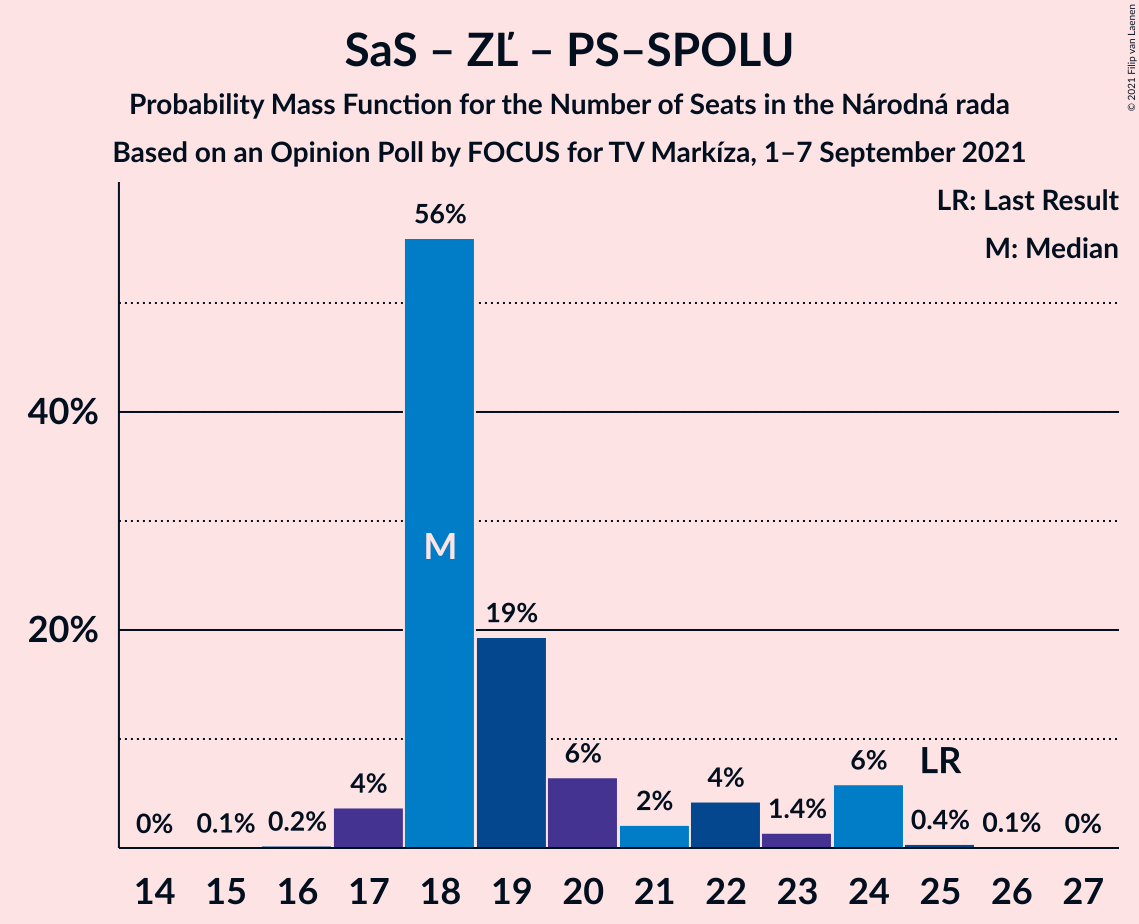 SaS – ZĽ – PS–SPOLU
Probability Mass Function for the Number of Seats in the Národná rada
Based on an Opinion Poll by FOCUS for TV Markíza, 1–7 September 2021
© 2021 Filip van Laenen
LR: Last Result
M: Median
56%
40%
M
20%
19%
6%
6%
LR
4%
4%
2%
1.4%
0%
0.1%
0.2%
0.4%
0.1%
0%
14 15 16 17 18 19 20 21 22 23 24 25 26 27